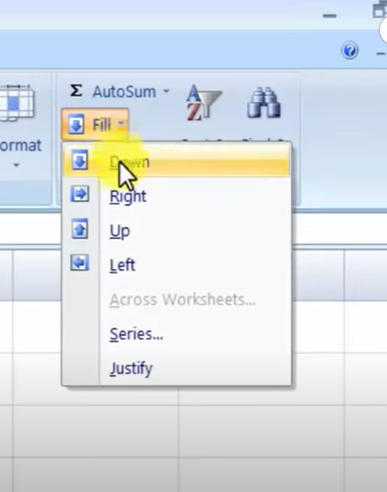 Σ AutoSum
Fill
ormat
Down
Right
Up
Left
Across Worksheets...
Series...
Justify